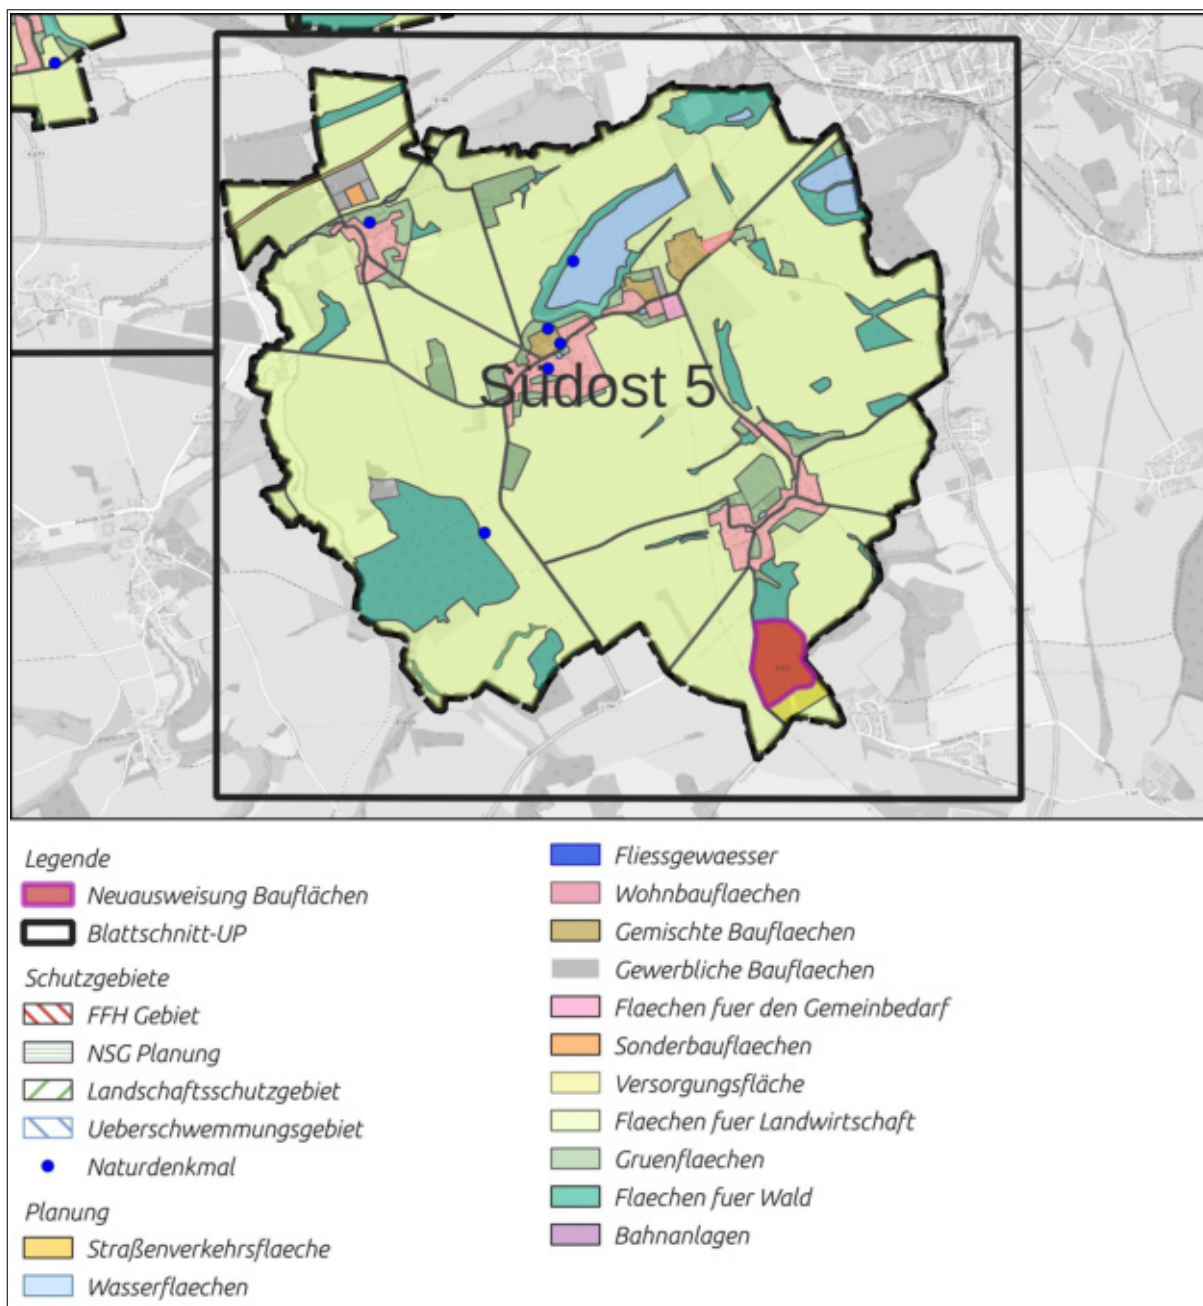 Südost 5
Legende
Neuausweisung Bauflächen
Blattschnitt-UP
Schutzgebiete
FFH Gebiet
NSG Planung
Landschaftsschutzgebiet
Ueberschwemmungsgebiet
Naturdenkmal
Planung
Straßenverkehrsflaeche
Wasserflaechen
Fliessgewaesser
Wohnbauflaechen
Gemischte Bauflaechen
Gewerbliche Bauflaechen
Flaechen fuer den Gemeinbedarf
Sonderbauflaechen
Versorgungsfläche
Flaechen fuer Landwirtschaft
Gruenflaechen
Flaechen fuer Wald
Bahnanlagen